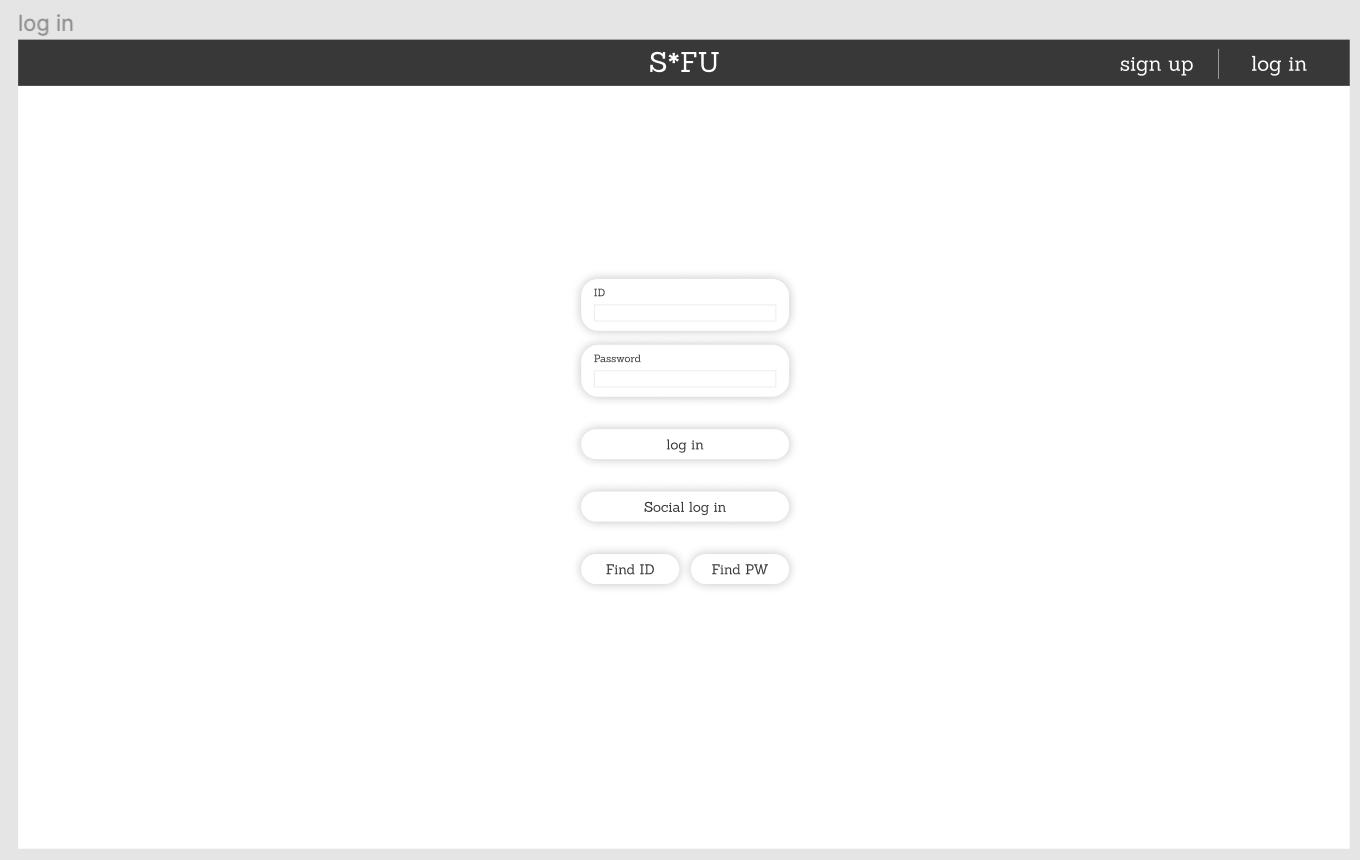 log in
S*FU
sign up
log in
ID
Password
log in
Social log in
Find ID
Find PW